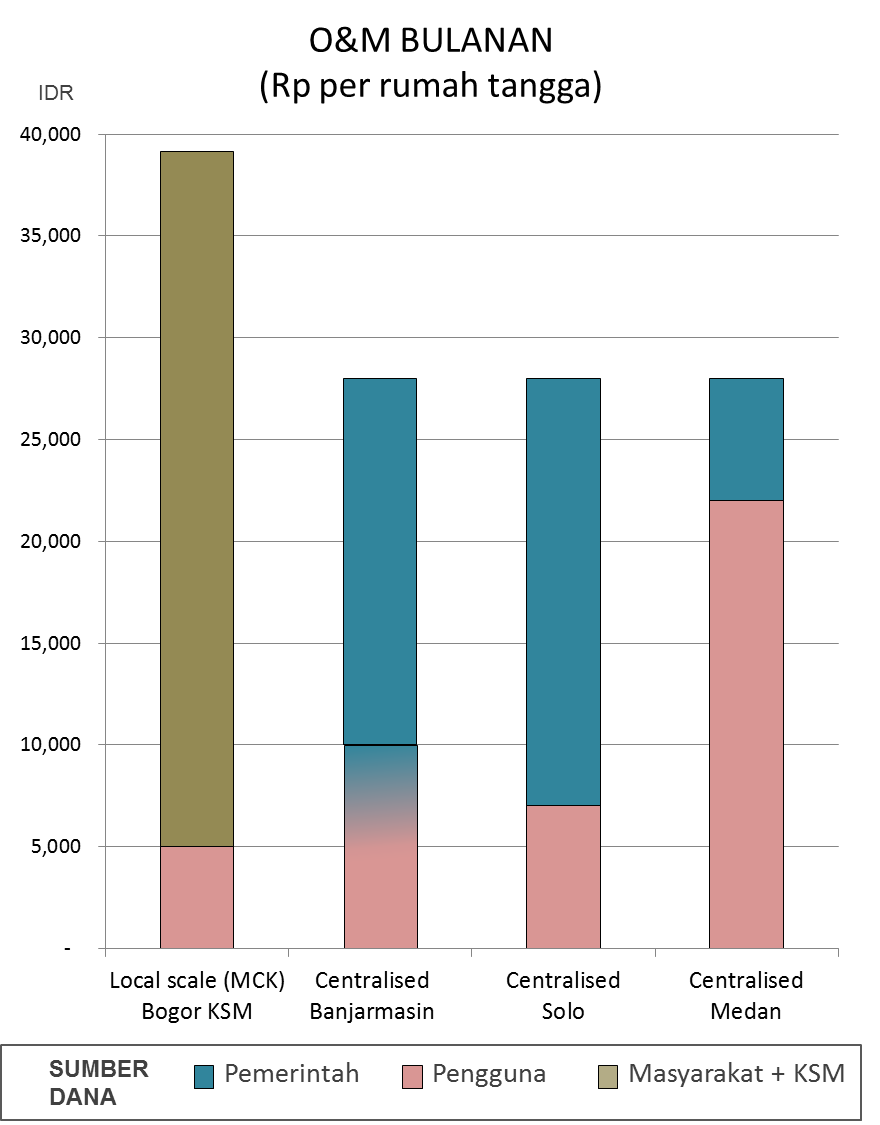 O&M BULANAN
(Rp per rumah tangga)
IDR
40,000
35,000
30,000
25,000
20,000
15,000
10,000
5,000
-
Local scale (MCK)
Bogor KSM
Centralised
Banjarmasin
Centralised
Solo
Centralised
Medan
SUMBER
DANA
Pemerintah
Pengguna
Masyarakat + KSM